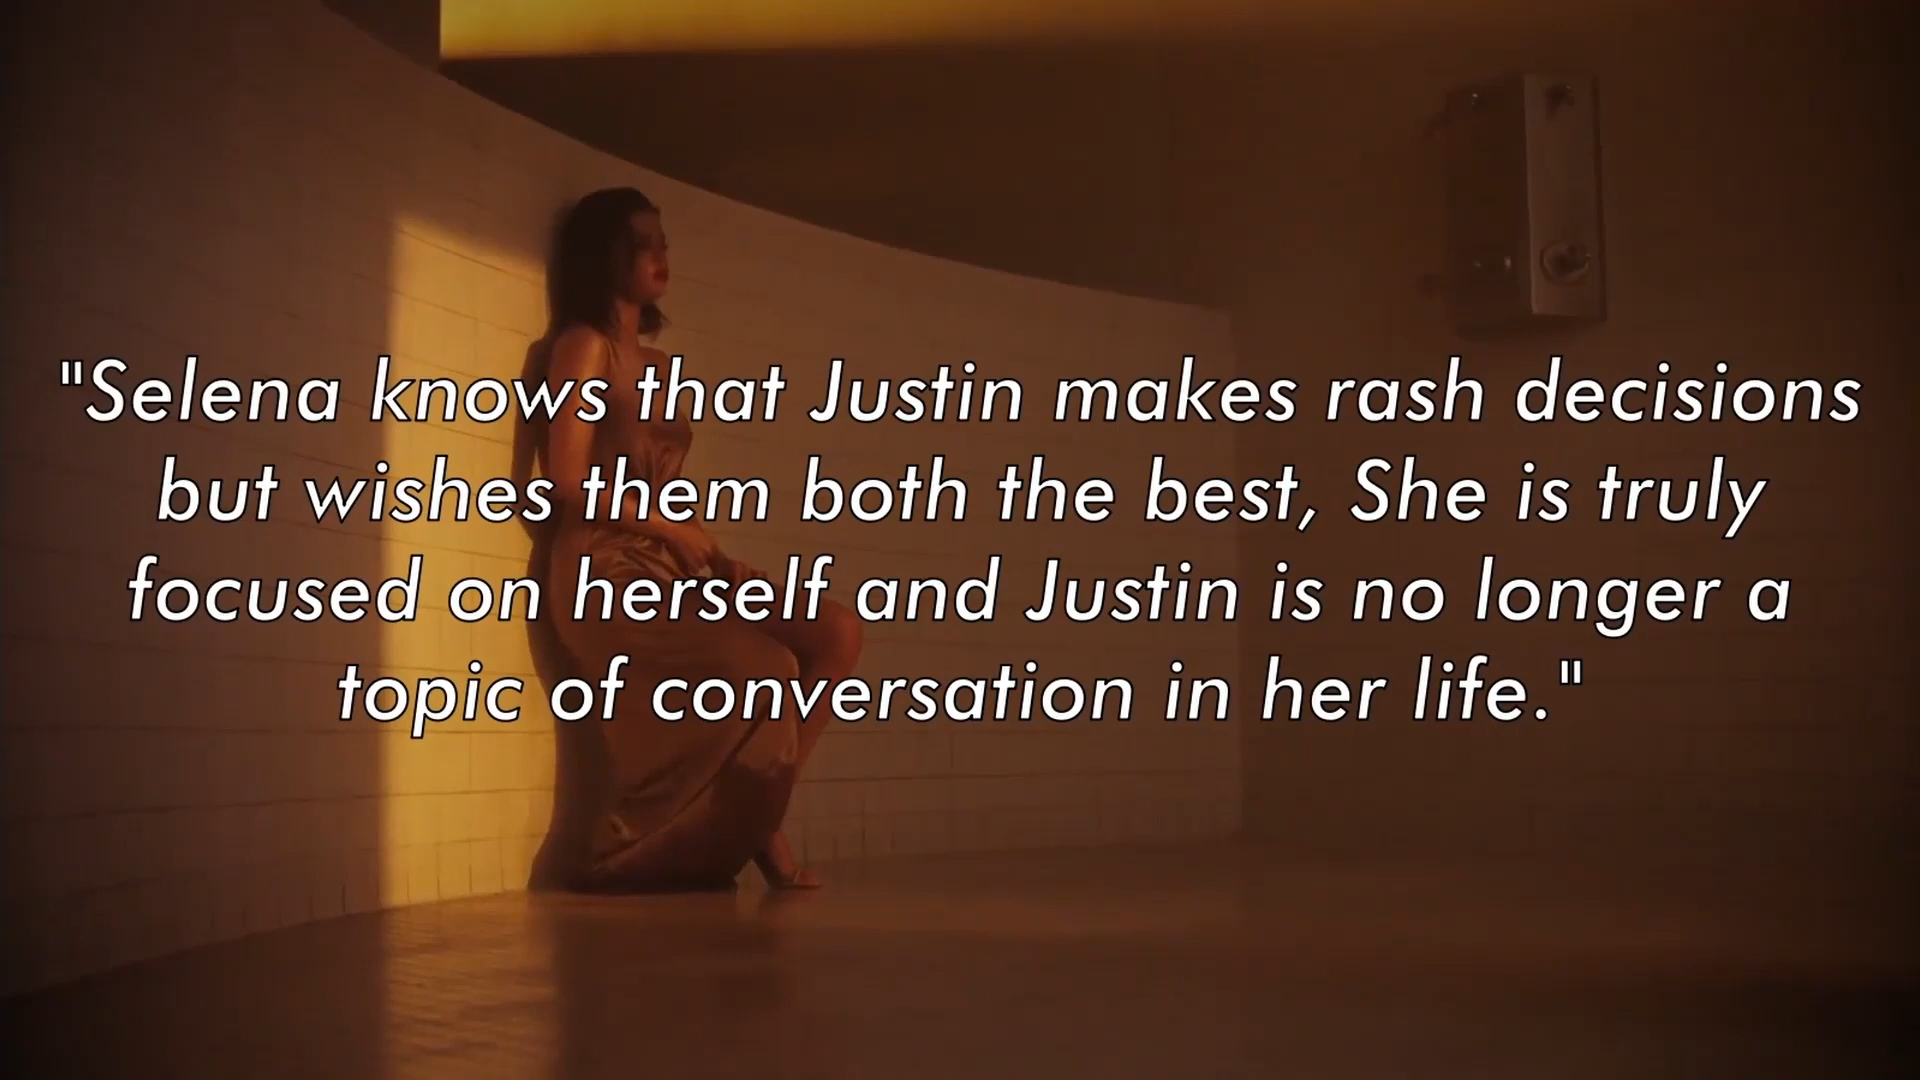 "Selena knows that Justin makes rash decisions
but wishes them both the best, She is truly
focused on herself and Justin is no longer a
topic of conversation in her life."